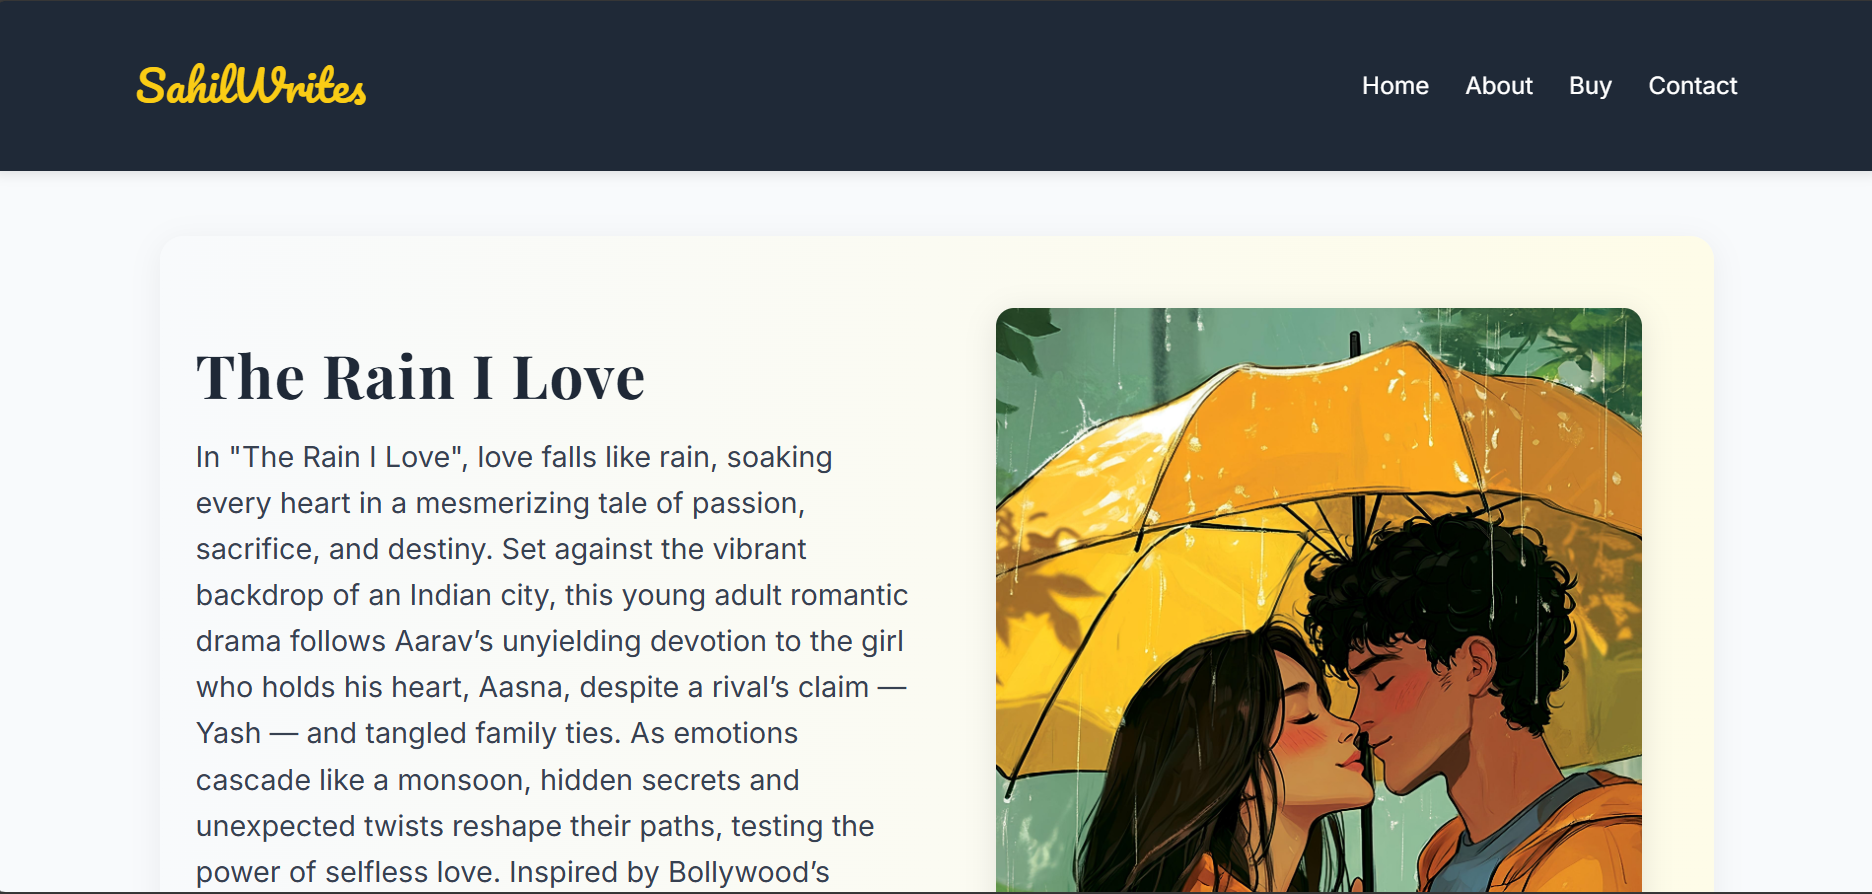 SahilWrites
Home About Buy Contact
The Rain I Love
In "The Rain I Love", love falls like rain, soaking
every heart in a mesmerizing tale of passion,
sacrifice, and destiny. Set against the vibrant
backdrop of an Indian city, this young adult romantic
drama follows Aarav’s unyielding devotion to the girl
who holds his heart, Aasna, despite a rival’s claim —
Yash — and tangled family ties. As emotions
cascade like a monsoon, hidden secrets and
unexpected twists reshape their paths, testing the
power of selfless love. Inspired by Bollywood’s